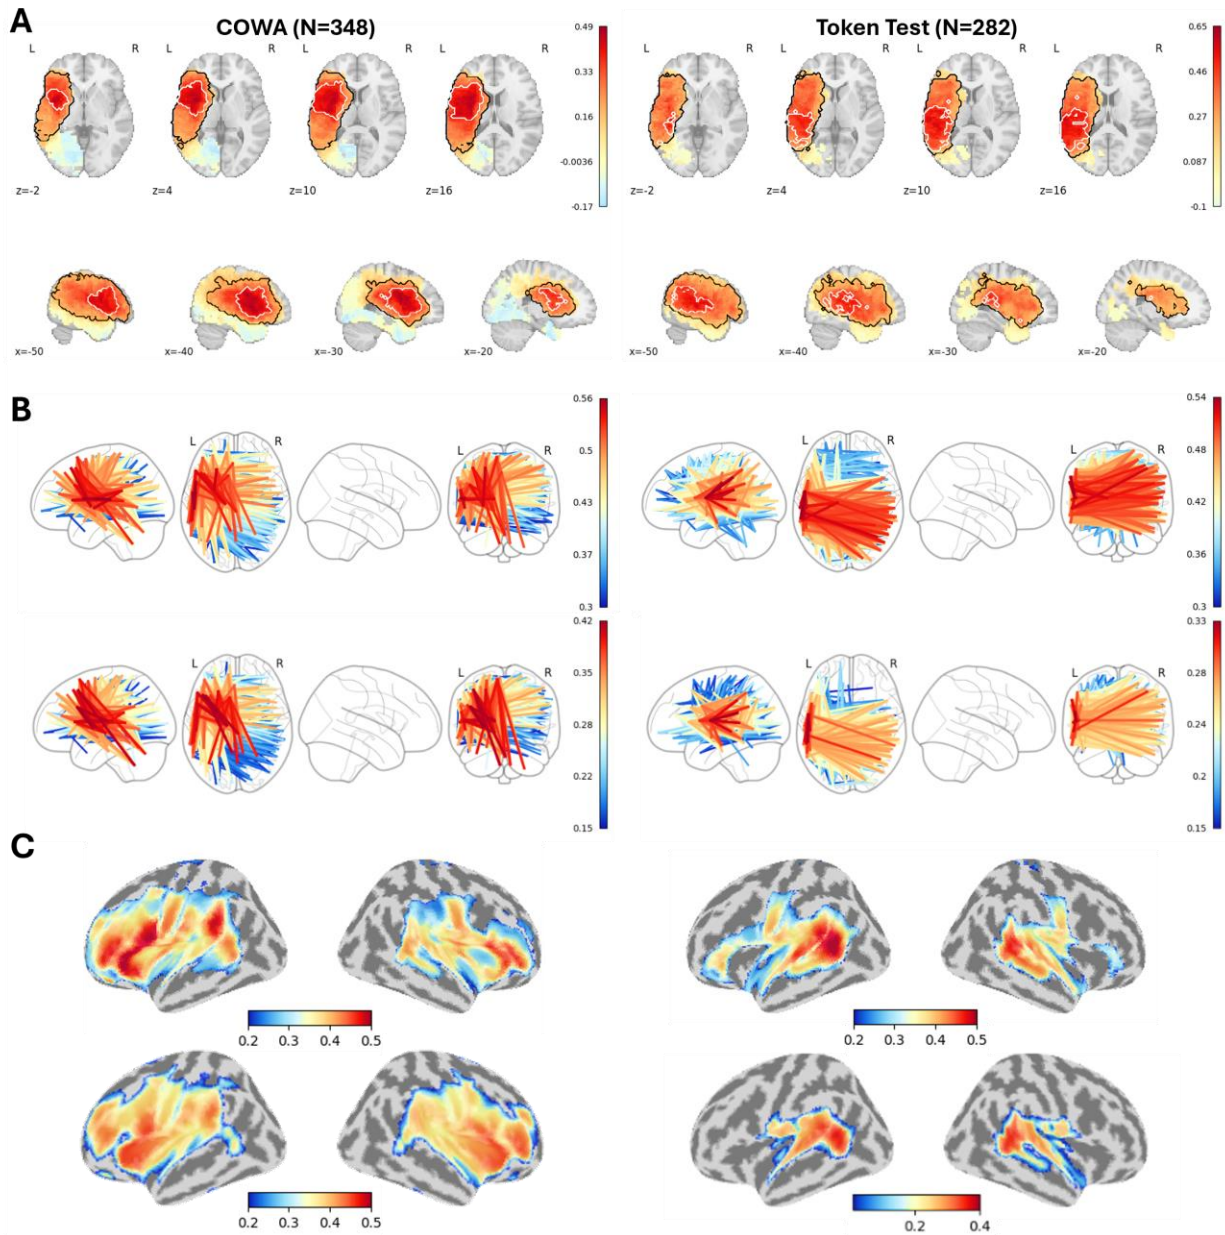 A
COWA (N=348)
Token Test (N=282)
L R L R L R L R
0.49
0.33
0.16
-0.0036
-0.17
z=-2 z=4 z=10 z=16
L R L R L R L R
0.65
0.46
0.27
0.087
-0.1
z=-2 z=4 z=10 z=16
x=-50 x=-40 x=-30 x=-20
x=-50 x=-40 x=-30 x=-20
B
L R R
0.56
0.5
0.43
0.37
0.3
L R L R
0.54
0.48
0.42
0.36
0.3
L R L R
0.42
0.35
0.28
0.22
0.15
L R L R
0.33
0.28
0.24
0.2
0.15
C
0.2 0.3 0.4 0.5
0.2 0.3 0.4 0.5
0.2 0.3 0.4 0.5
0.2 0.4